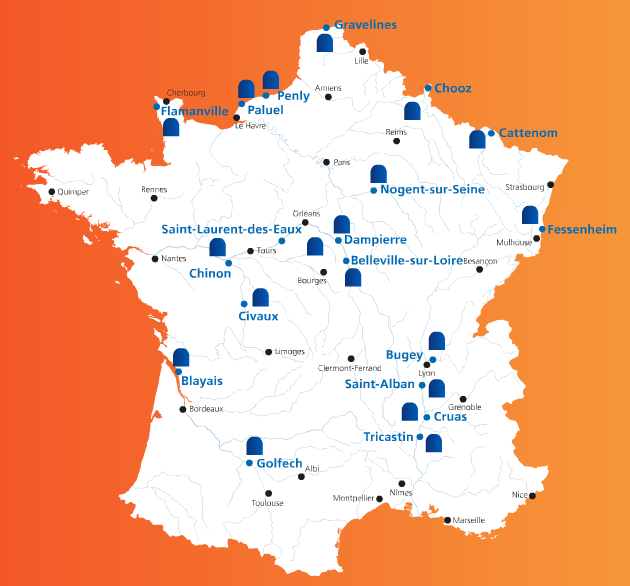 Gravelines
Lille
Cherbourg
Penly
Amiens
Chooz
Flamanville
Paluel
Le Havre
Reims
Cattenom
Paris
Quimper
Rennes
Nogent-sur-Seine
Strasbourg
Orléans
Saint-Laurent-des-Eaux
Dampierre
Fessenheim
Mulhouse
Nantes
Tours
Chinon
Belleville-sur-Loire
Besançon
Bourges
Civaux
Limoges
Clermont-Ferrand
Bugey
Lyon
Blayais
Saint-Alban
Bordeaux
Grenoble
Cruas
Tricastin
Golfech
Albi
Toulouse
Montpellier
Nîmes
Nice
Marseille